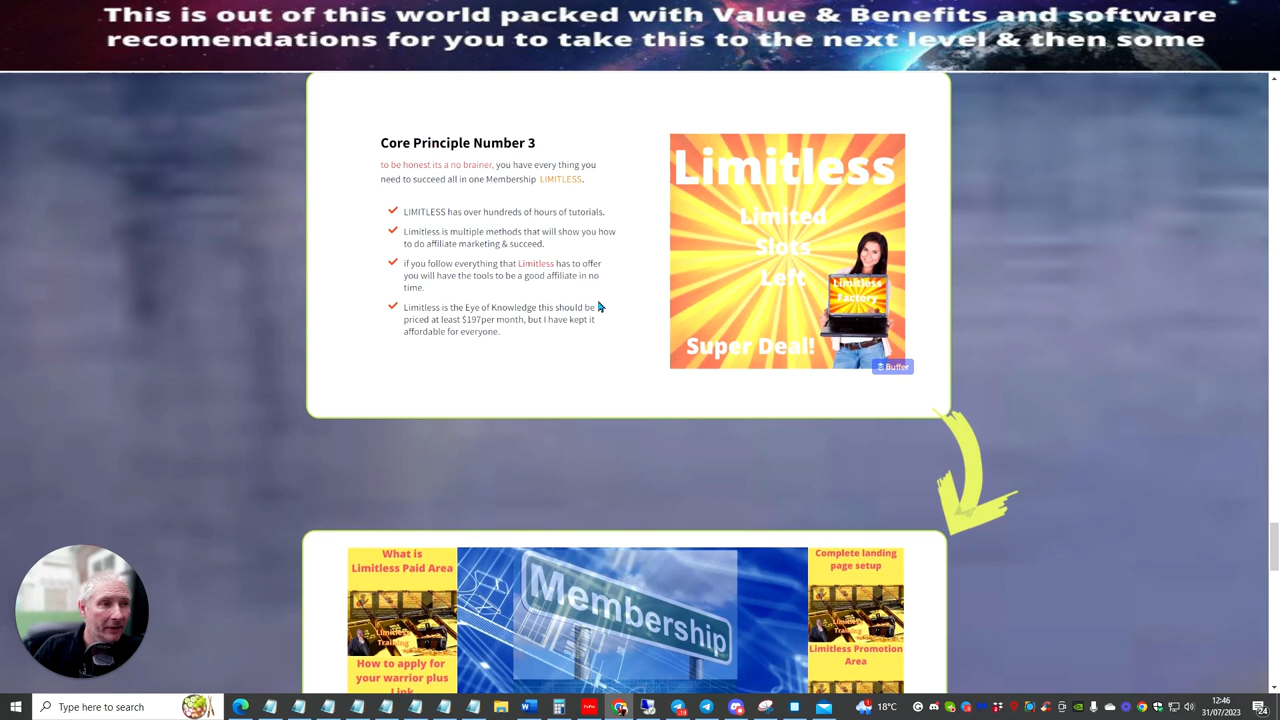 This is out of this world packed with Value & Benefits and software
recomendations for you to take this to the next level & then some
Core Principle Number 3
to be honest its a no brainer, you have every thing you
need to succeed all in one Membership LIMITLESS.
LIMITLESS has over hundreds of hours of tutorials.
Limitless is multiple methods that will show you how
to do affiliate marketing & succeed.
if you follow everything that Limitless has to offer
you will have the tools to be a good affiliate in no
time.
Limitless is the Eye of Knowledge this should be
priced at least $197per month, but I have kept it
affordable for everyone.
Limitless
Limited
Slots
Left
Limitless
Factory
Super Deal!
Buffer
What is
Limitless Paid Area
Limitless
Training
How to apply for
your warrior plus
Link
Membership
Complete landing
page setup
Limitless
Training
Limitless Promotion
Area
Type here to search
18°C
12:46
31/07/2023